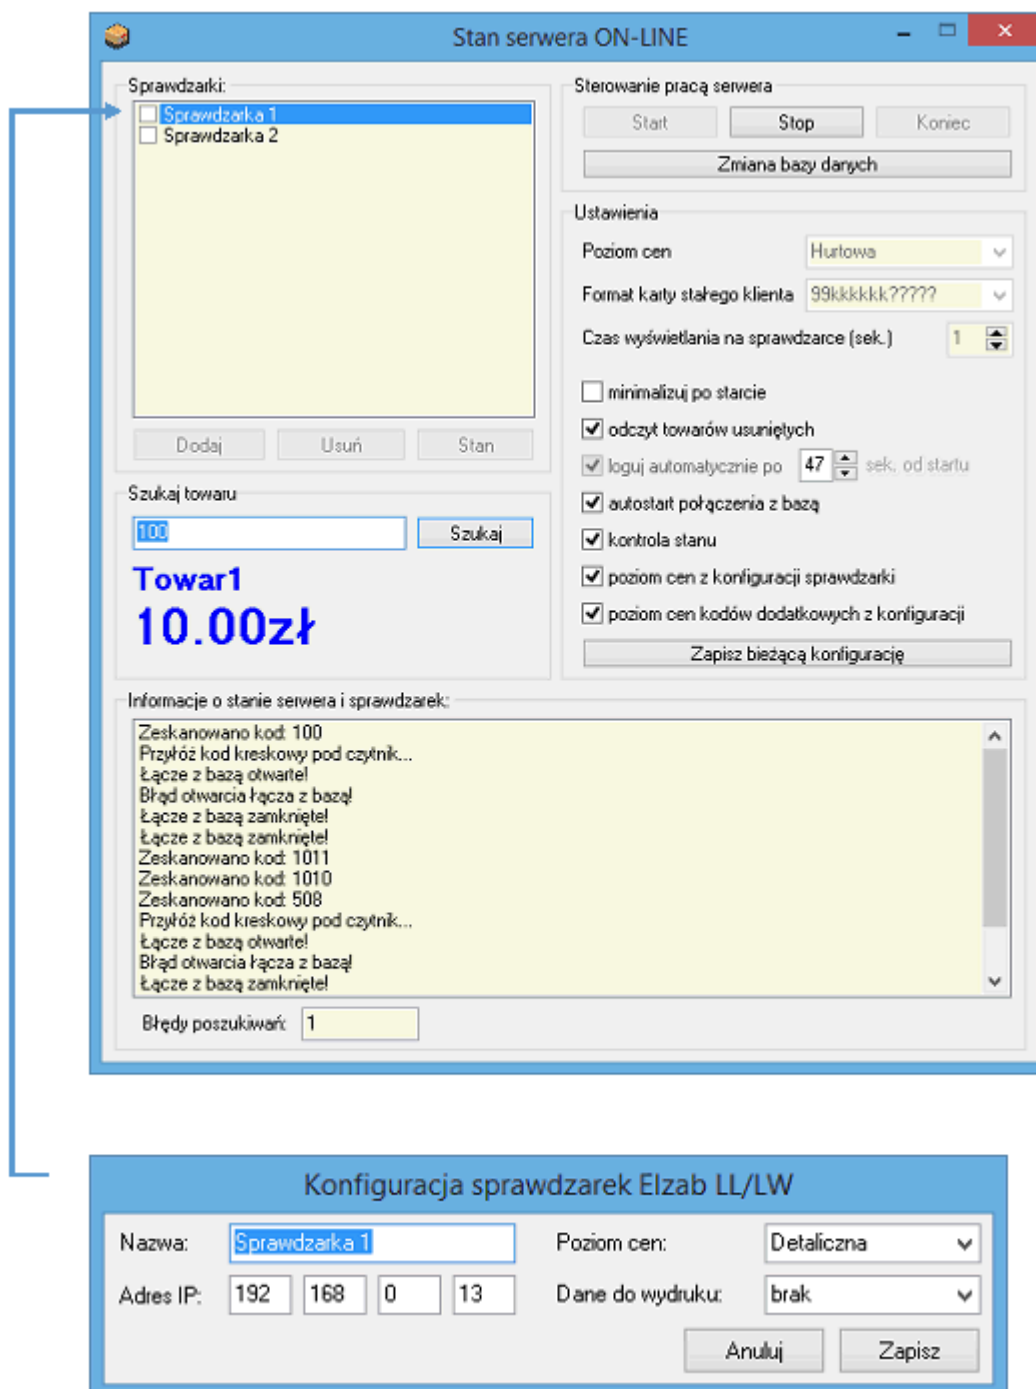 Stan serwera ON-LINE
Sprawdzarki:
Sprawdzarka 1
Sprawdzarka 2
Dodaj Usuń Stan
Szukaj towaru
100 Szukaj
Towar1
10.00zł
Sterowanie pracą serwera
Start Stop Koniec
Zmiana bazy danych
Ustawienia
Poziom cen Hurtowa
Format karty stałego klienta 99kkkkkk?????
Czas wyświetlania na sprawdzarce (sek.) 1
minimalizuj po starcie
odczyt towarów usuniętych
loguj automatycznie po 47 sek. od startu
autostart połączenia z bazą
kontrola stanu
poziom cen z konfiguracji sprawdzarki
poziom cen kodów dodatkowych z konfiguracji
Zapisz bieżącą konfigurację
Informacje o stanie serwera i sprawdzarek:
Zeskanowano kod: 100
Przyłóż kod kreskowy pod czytnik...
Łącze z bazą otwarte!
Błąd otwarcia łącza z bazą!
Łącze z bazą zamknięte!
Łącze z bazą zamknięte!
Zeskanowano kod: 1011
Zeskanowano kod: 1010
Zeskanowano kod: 508
Przyłóż kod kreskowy pod czytnik...
Łącze z bazą otwarte!
Błąd otwarcia łącza z bazą!
Łącze z bazą zamknięte!
Błędy poszukiwań: 1
Konfiguracja sprawdzarek Elzab LL/LW
Nazwa: Sprawdzarka 1 Poziom cen: Detaliczna
Adres IP: 192 168 0 13 Dane do wydruku: brak
Anuluj Zapisz